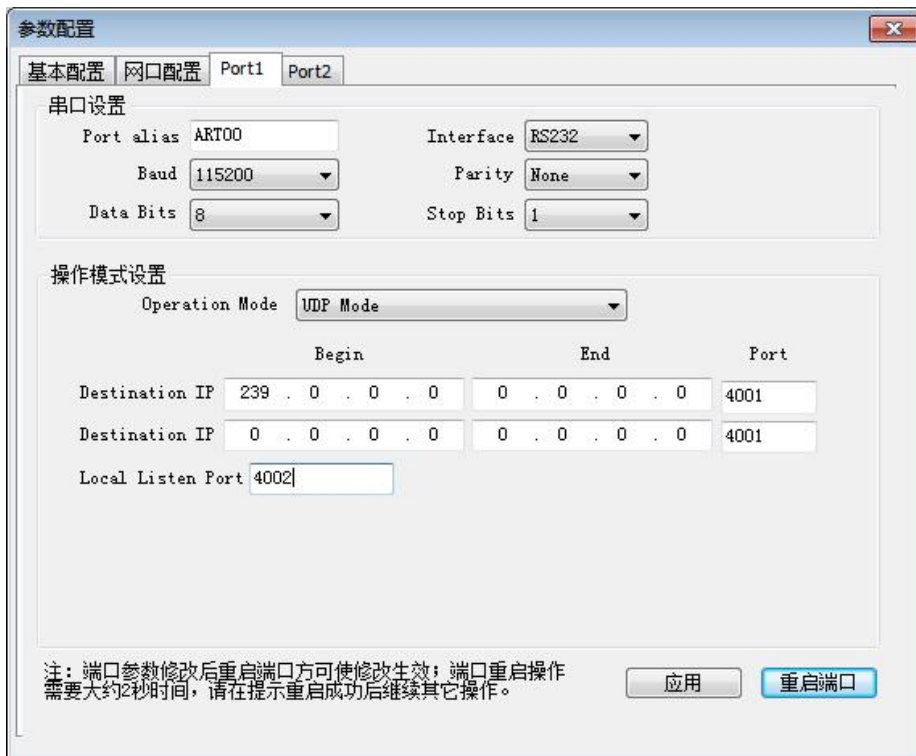 参数配置
基本配置 网口配置 Port1 Port2
串口设置
Port alias ART00 Interface RS232
Baud 115200 Parity None
Data Bits 8 Stop Bits 1
操作模式设置
Operation Mode UDP Mode
Begin End Port
Destination IP 239 . 0 . 0 . 0 0 . 0 . 0 . 0 4001
Destination IP 0 . 0 . 0 . 0 0 . 0 . 0 . 0 4001
Local Listen Port 4002
注: 端口参数修改后重启端口方可使修改生效; 端口重启操作
需要大约2秒时间, 请在提示重启成功后继续其它操作。
应用 重启端口